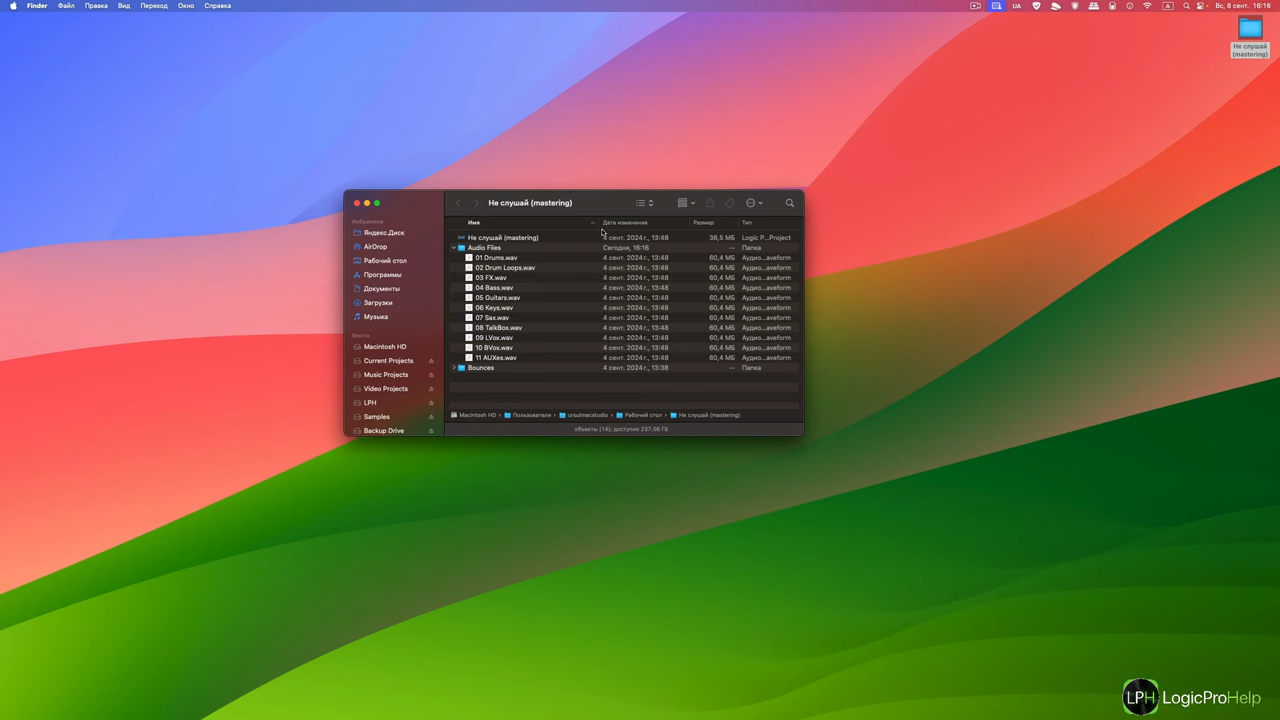 Finder Файл Правка Вид Переход Окно Справка
UA A Вс, 8 сент. 16:16
Не слушай
(mastering)
Не слушай (mastering)
Избранное
Яндекс.Диск
AirDrop
Рабочий стол
Программы
Документы
Загрузки
Музыка
Места
Macintosh HD
Current Projects
Music Projects
Video Projects
LPH
Samples
Backup Drive
Имя Дата изменения Размер Тип
Не слушай (mastering) 4 сент. 2024 г., 13:48 38,5 МБ Logic P...Project
Audio Files Сегодня, 16:16 -- Папка
01 Drums.wav 4 сент. 2024 г., 13:48 60,4 МБ Аудио...aveform
02 Drum Loops.wav 4 сент. 2024 г., 13:48 60,4 МБ Аудио...aveform
03 FX.wav 4 сент. 2024 г., 13:48 60,4 МБ Аудио...aveform
04 Bass.wav 4 сент. 2024 г., 13:48 60,4 МБ Аудио...aveform
05 Guitars.wav 4 сент. 2024 г., 13:48 60,4 МБ Аудио...aveform
06 Keys.wav 4 сент. 2024 г., 13:48 60,4 МБ Аудио...aveform
07 Sax.wav 4 сент. 2024 г., 13:48 60,4 МБ Аудио...aveform
08 TalkBox.wav 4 сент. 2024 г., 13:48 60,4 МБ Аудио...aveform
09 LVox.wav 4 сент. 2024 г., 13:48 60,4 МБ Аудио...aveform
10 BVox.wav 4 сент. 2024 г., 13:48 60,4 МБ Аудио...aveform
11 AUXes.wav 4 сент. 2024 г., 13:48 60,4 МБ Аудио...aveform
Bounces 4 сент. 2024 г., 13:38 -- Папка
Macintosh HD › Пользователи › ursulmacstudio › Рабочий стол › Не слушай (mastering)
объекты (14); доступно 237,06 ГБ
LPH LogicProHelp